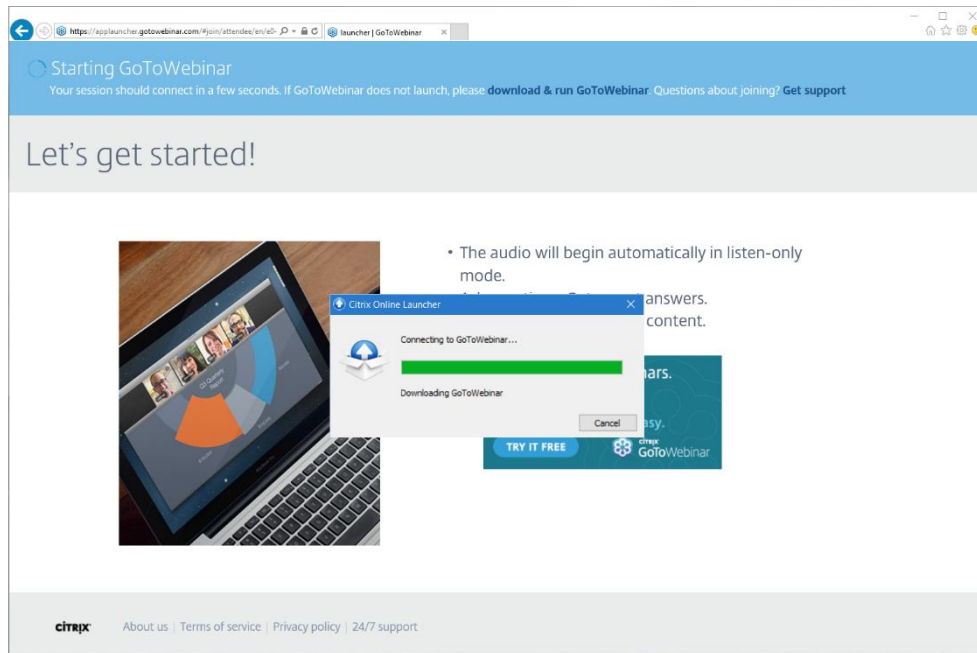 https://applauncher.gotowebinar.com/#join/attendee/en/
launcher | GoToWebinar
Starting GoToWebinar
Your session should connect in a few seconds. If GoToWebinar does not launch, please download & run GoToWebinar. Questions about joining? Get support
Let's get started!
• The audio will begin automatically in listen-only
mode.
answers.
content.
Citrix Online Launcher
Connecting to GoToWebinar...
Downloading GoToWebinar
Cancel
Q3 Quarterly
Report
TRY IT FREE
CITRIX
GoToWebinar
CITRIX
About us | Terms of service | Privacy policy | 24/7 support